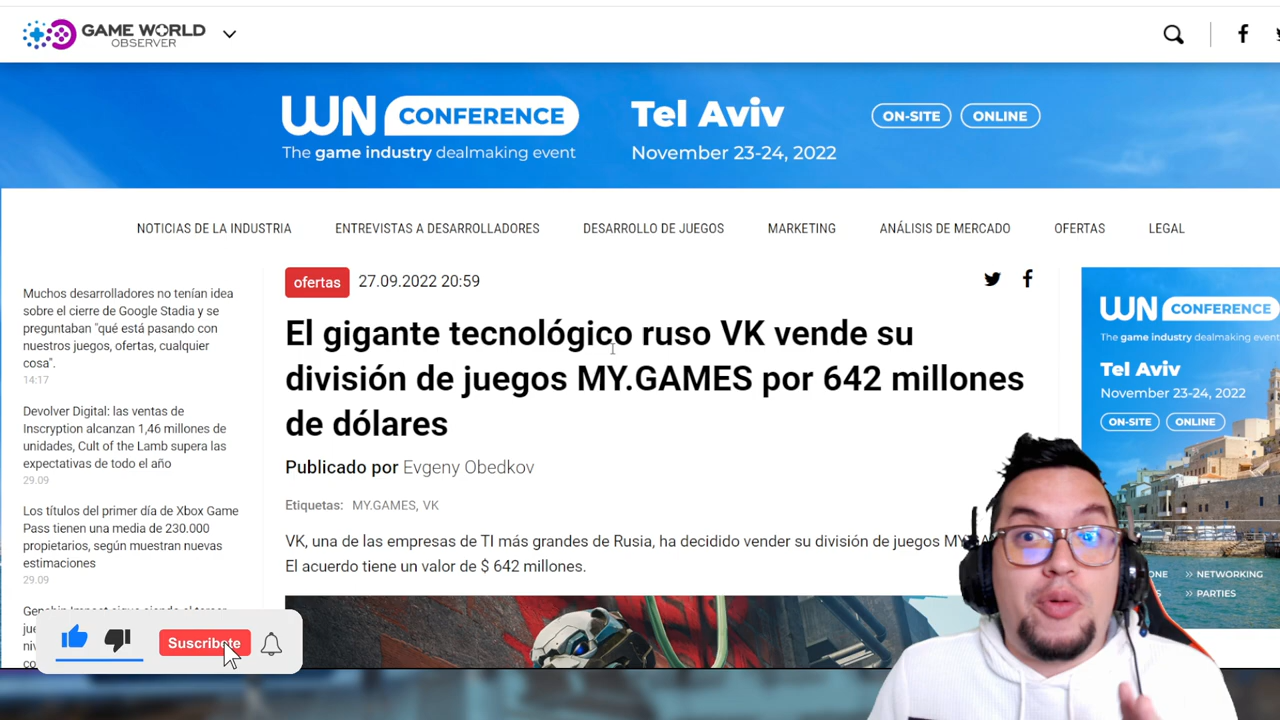 GAME WORLD
OBSERVER
WN CONFERENCE
The game industry dealmaking event
Tel Aviv
November 23-24, 2022
ON-SITE
ONLINE
NOTICIAS DE LA INDUSTRIA
ENTREVISTAS A DESARROLLADORES
DESARROLLO DE JUEGOS
MARKETING
ANÁLISIS DE MERCADO
OFERTAS
LEGAL
Muchos desarrolladores no tenían idea
sobre el cierre de Google Stadia y se
preguntaban "qué está pasando con
nuestros juegos, ofertas, cualquier
cosa".
14:17
Devolver Digital: las ventas de
Inscryption alcanzan 1,46 millones de
unidades, Cult of the Lamb supera las
expectativas de todo el año
29.09
Los títulos del primer día de Xbox Game
Pass tienen una media de 230.000
propietarios, según muestran nuevas
estimaciones
29.09
ofertas
27.09.2022 20:59
El gigante tecnológico ruso VK vende su
división de juegos MY.GAMES por 642 millones
de dólares
Publicado por Evgeny Obedkov
Etiquetas: MY.GAMES, VK
VK, una de las empresas de TI más grandes de Rusia, ha decidido vender su división de juegos
El acuerdo tiene un valor de $ 642 millones.
WN CONFERENCE
The game industry dealmaking event
Tel Aviv
November 23-24, 2022
ON-SITE
ONLINE
>> NETWORKING
>> PARTIES
Suscribete